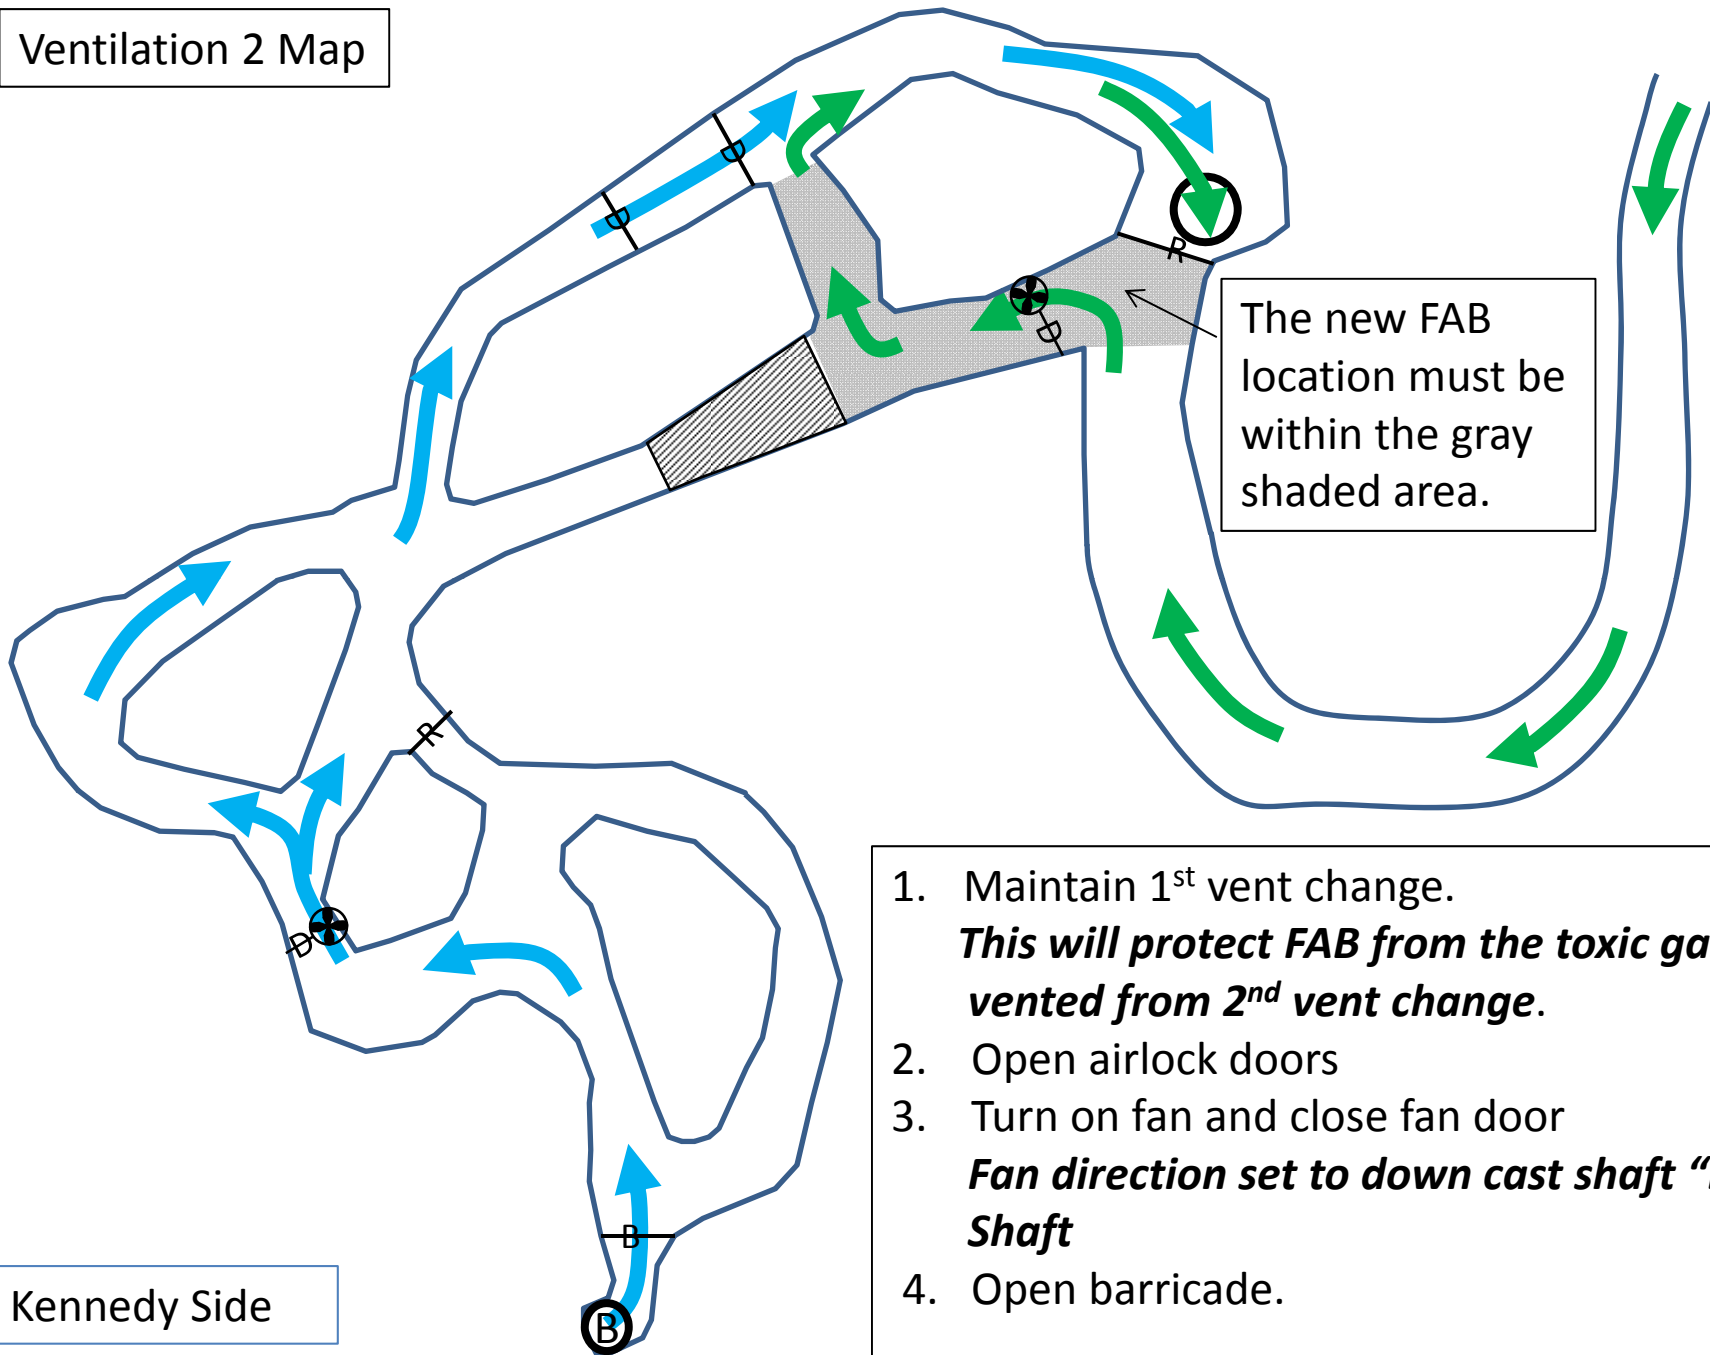 Ventilation 2 Map
D
D
R
D
The new FAB
location must be
within the gray
shaded area.
R
D
B
B
Kennedy Side
1. Maintain 1st vent change.
This will protect FAB from the toxic
vented from 2nd vent change.
2. Open airlock doors
3. Turn on fan and close fan door
Fan direction set to down cast shaft
Shaft
4. Open barricade.